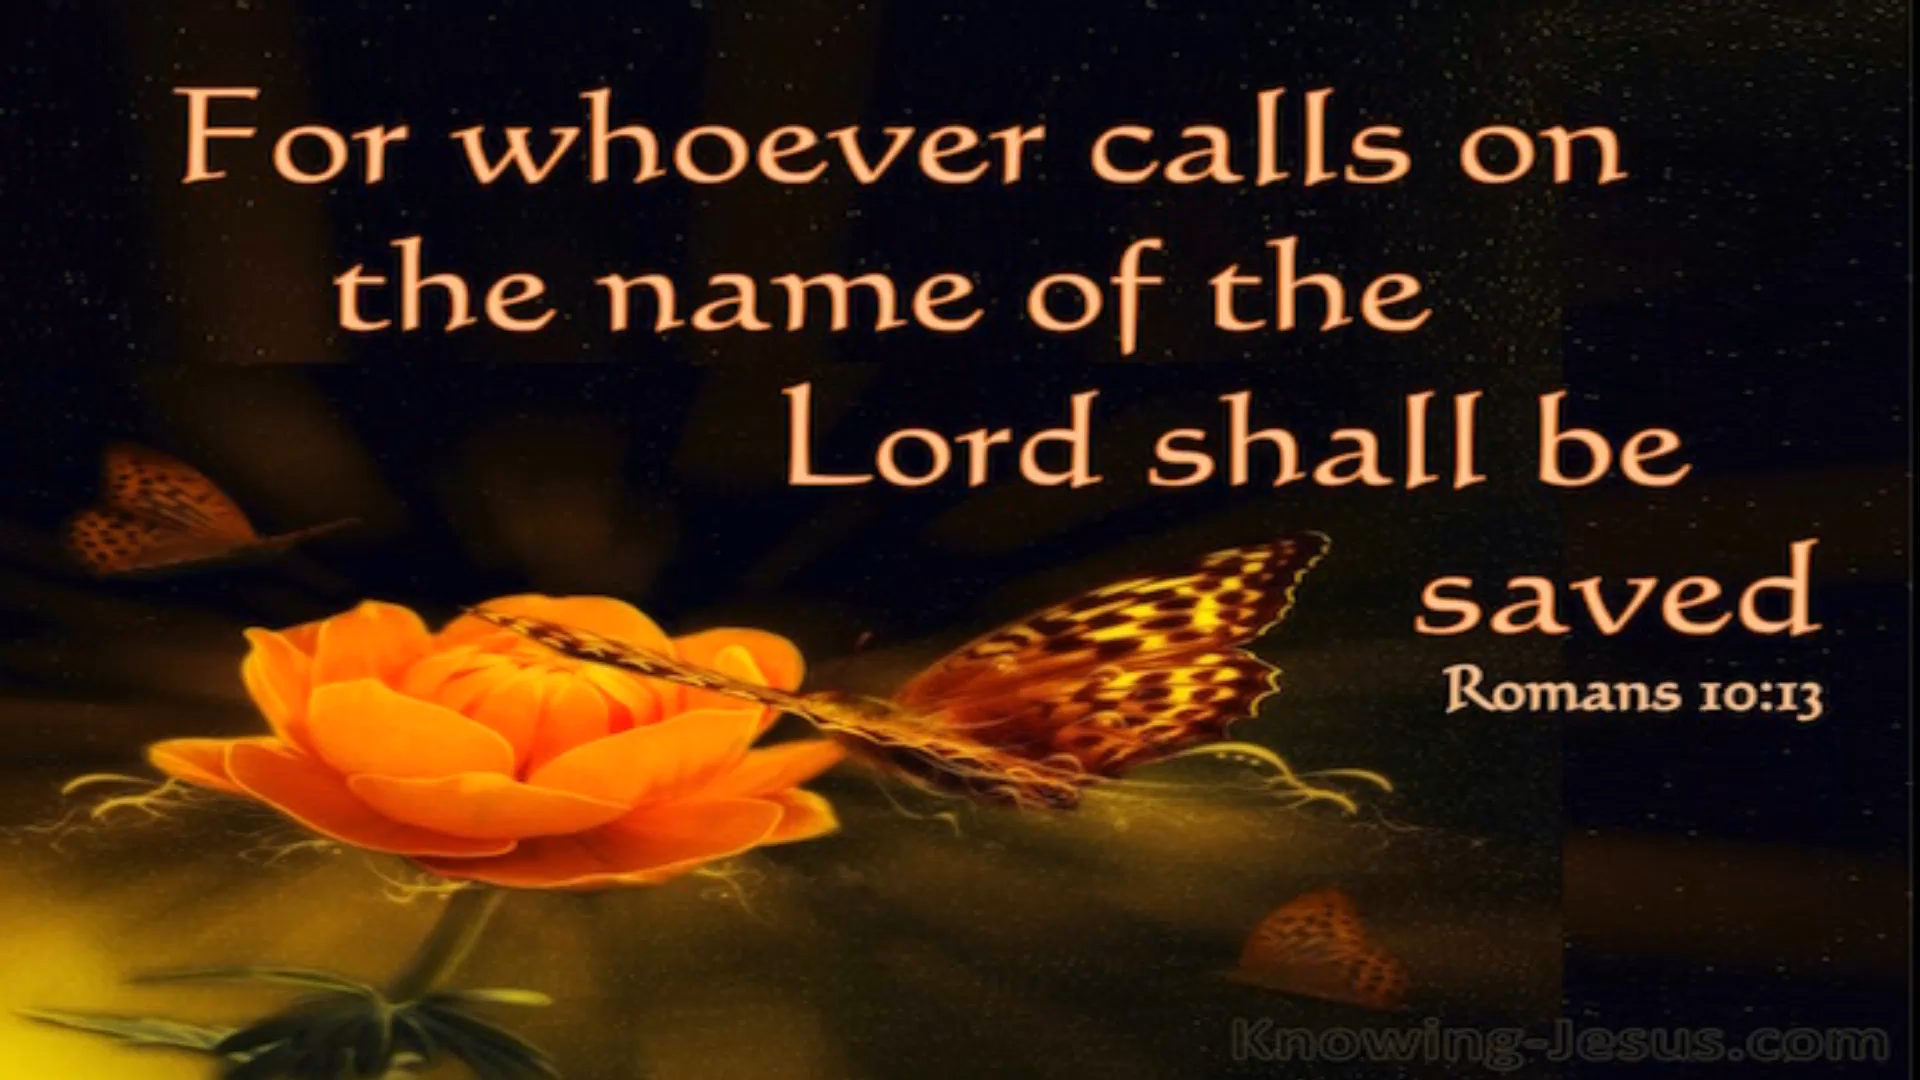 For whoever calls on
the name of the
Lord shall be
saved
Romans 10:13
Knowing-Jesus.com